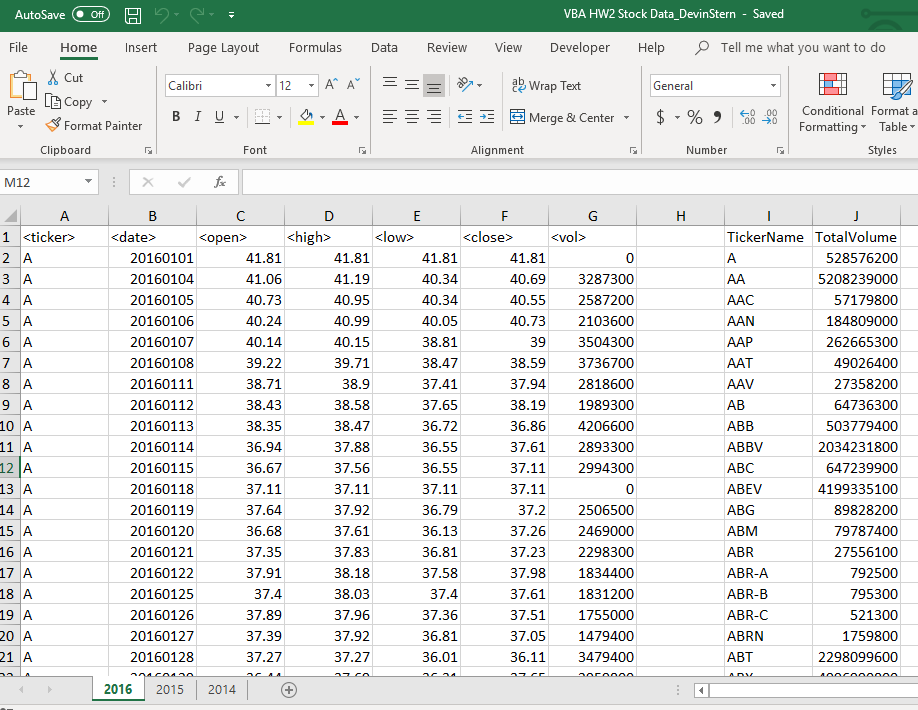 AutoSave Off VBA HW2 Stock Data_DevinStern - Saved
File Home Insert Page Layout Formulas Data Review View Developer Help Tell me what you want to do
Paste Cut Calibri 12 A A ab Wrap Text General Conditional Format a
Copy B I U A Merge & Center $ % 9 .00 .00 Formatting Table
Format Painter
Clipboard Font Alignment Number Styles
M12 fx
A B C D E F G H I J
1 <ticker> <date> <open> <high> <low> <close> <vol> TickerName TotalVolume
2 A 20160101 41.81 41.81 41.81 41.81 0 A 528576200
3 A 20160104 41.06 41.19 40.34 40.69 3287300 AA 5208239000
4 A 20160105 40.73 40.95 40.34 40.55 2587200 AAC 57179800
5 A 20160106 40.24 40.99 40.05 40.73 2103600 AAN 184809000
6 A 20160107 40.14 40.15 38.81 39 3504300 AAP 262665300
7 A 20160108 39.22 39.71 38.47 38.59 3736700 AAT 49026400
8 A 20160111 38.71 38.9 37.41 37.94 2818600 AAV 27358200
9 A 20160112 38.43 38.58 37.65 38.19 1989300 AB 64736300
10 A 20160113 38.35 38.47 36.72 36.86 4206600 ABB 503779400
11 A 20160114 36.94 37.88 36.55 37.61 2893300 ABBV 2034231800
12 A 20160115 36.67 37.56 36.55 37.11 2994300 ABC 647239900
13 A 20160118 37.11 37.11 37.11 37.11 0 ABEV 4199335100
14 A 20160119 37.64 37.92 36.79 37.2 2506500 ABG 89828200
15 A 20160120 36.68 37.61 36.13 37.26 2469000 ABM 79787400
16 A 20160121 37.35 37.83 36.81 37.23 2298300 ABR 27556100
17 A 20160122 37.91 38.18 37.58 37.98 1834400 ABR-A 792500
18 A 20160125 37.4 38.03 37.4 37.61 1831200 ABR-B 795300
19 A 20160126 37.89 37.96 37.36 37.51 1755000 ABR-C 521300
20 A 20160127 37.39 37.92 36.81 37.05 1479400 ABRN 1759800
21 A 20160128 37.27 37.27 36.01 36.11 3479400 ABT 2298099600
2016 2015 2014